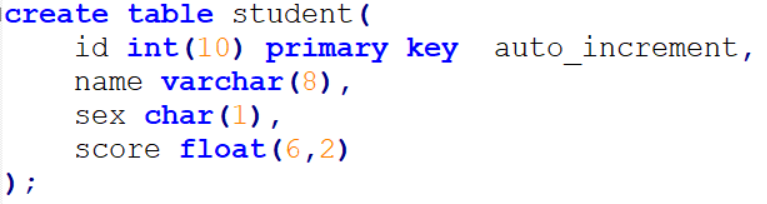 create table student(
    id int(10) primary key  auto_increment,
    name varchar(8),
    sex char(1),
    score float(6,2)
);